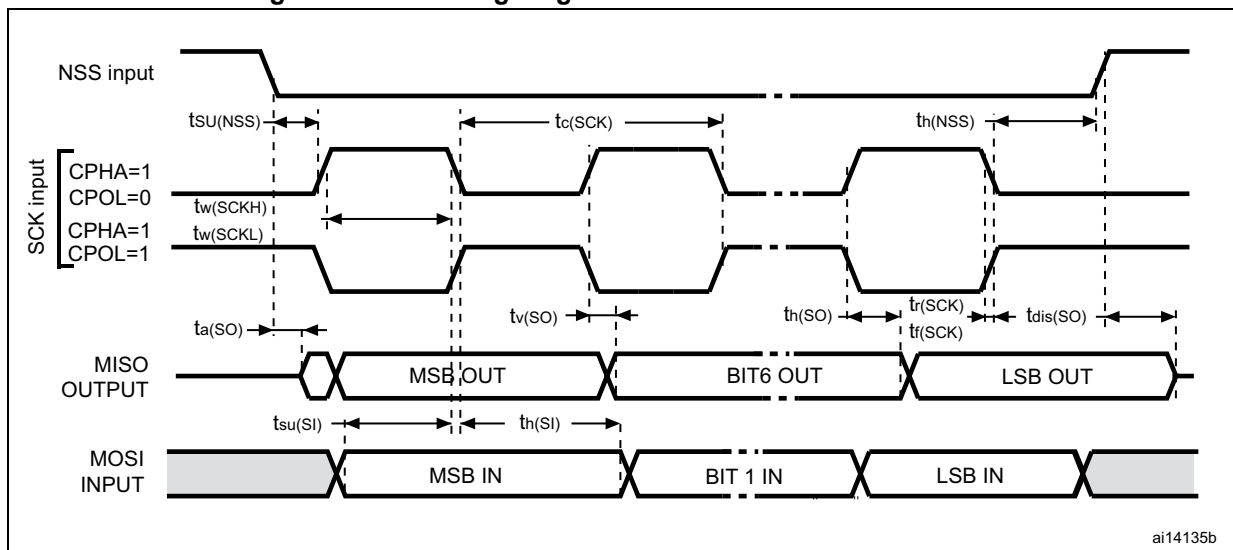 NSS input
tSU(NSS)
tc(SCK)
th(NSS)
SCK input
CPHA=1
CPOL=0
tw(SCKH)
CPHA=1
tw(SCKL)
CPOL=1
ta(SO)
tv(SO)
th(SO)
tr(SCK)
tf(SCK)
tdis(SO)
MISO
OUTPUT
MSB OUT
BIT6 OUT
LSB OUT
tsu(SI)
th(SI)
MOSI
INPUT
MSB IN
BIT 1 IN
LSB IN
ai14135b